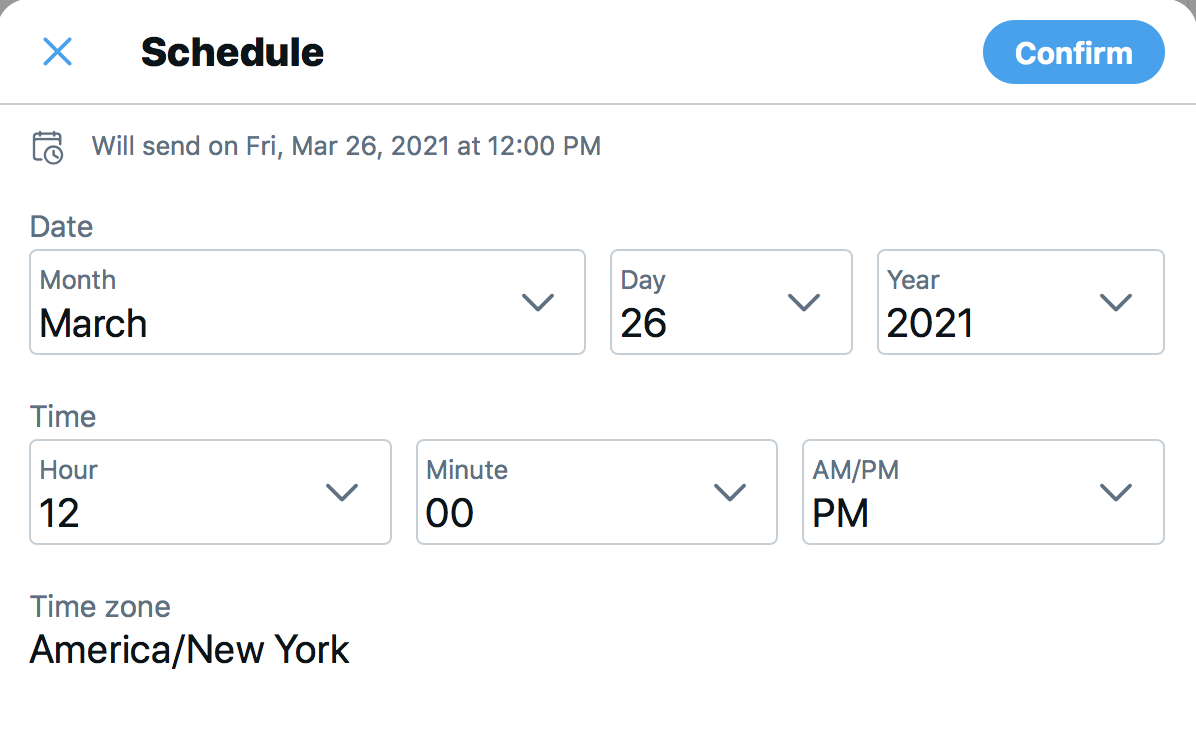 Schedule
Confirm
Will send on Fri, Mar 26, 2021 at 12:00 PM
Date
Month
March
Day
26
Year
2021
Time
Hour
12
Minute
00
AM/PM
PM
Time zone
America/New York